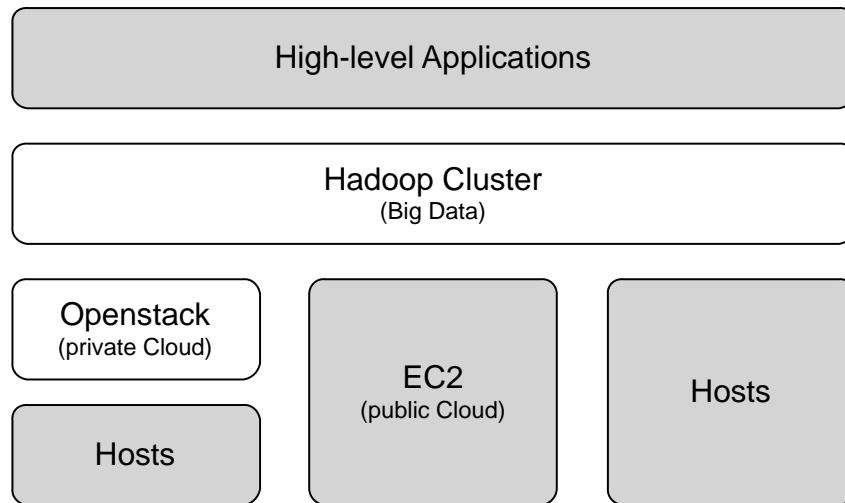 High-level Applications
Hadoop Cluster
(Big Data)
Openstack
(private Cloud)
EC2
(public Cloud)
Hosts
Hosts